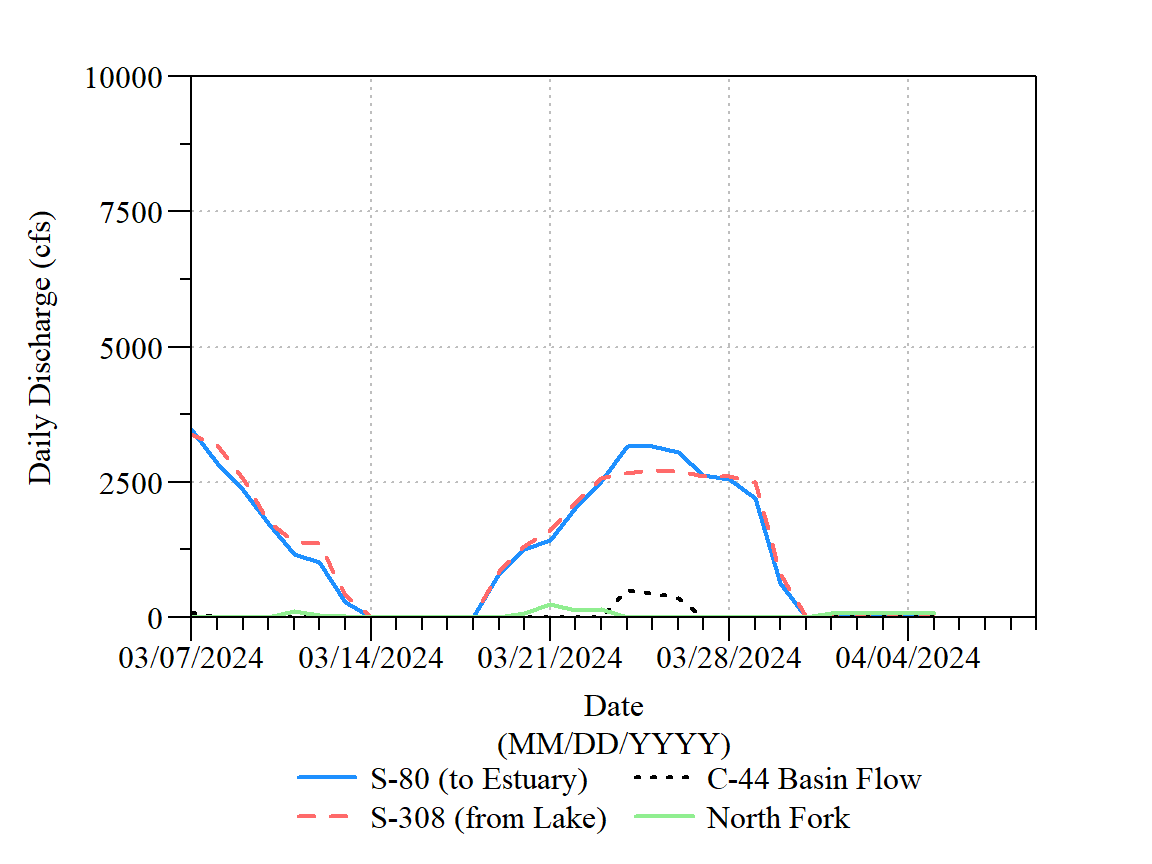 10000
7500
5000
2500
0
Daily Discharge (cfs)
03/07/2024 03/14/2024 03/21/2024 03/28/2024 04/04/2024
Date
(MM/DD/YYYY)
S-80 (to Estuary) C-44 Basin Flow
S-308 (from Lake) North Fork